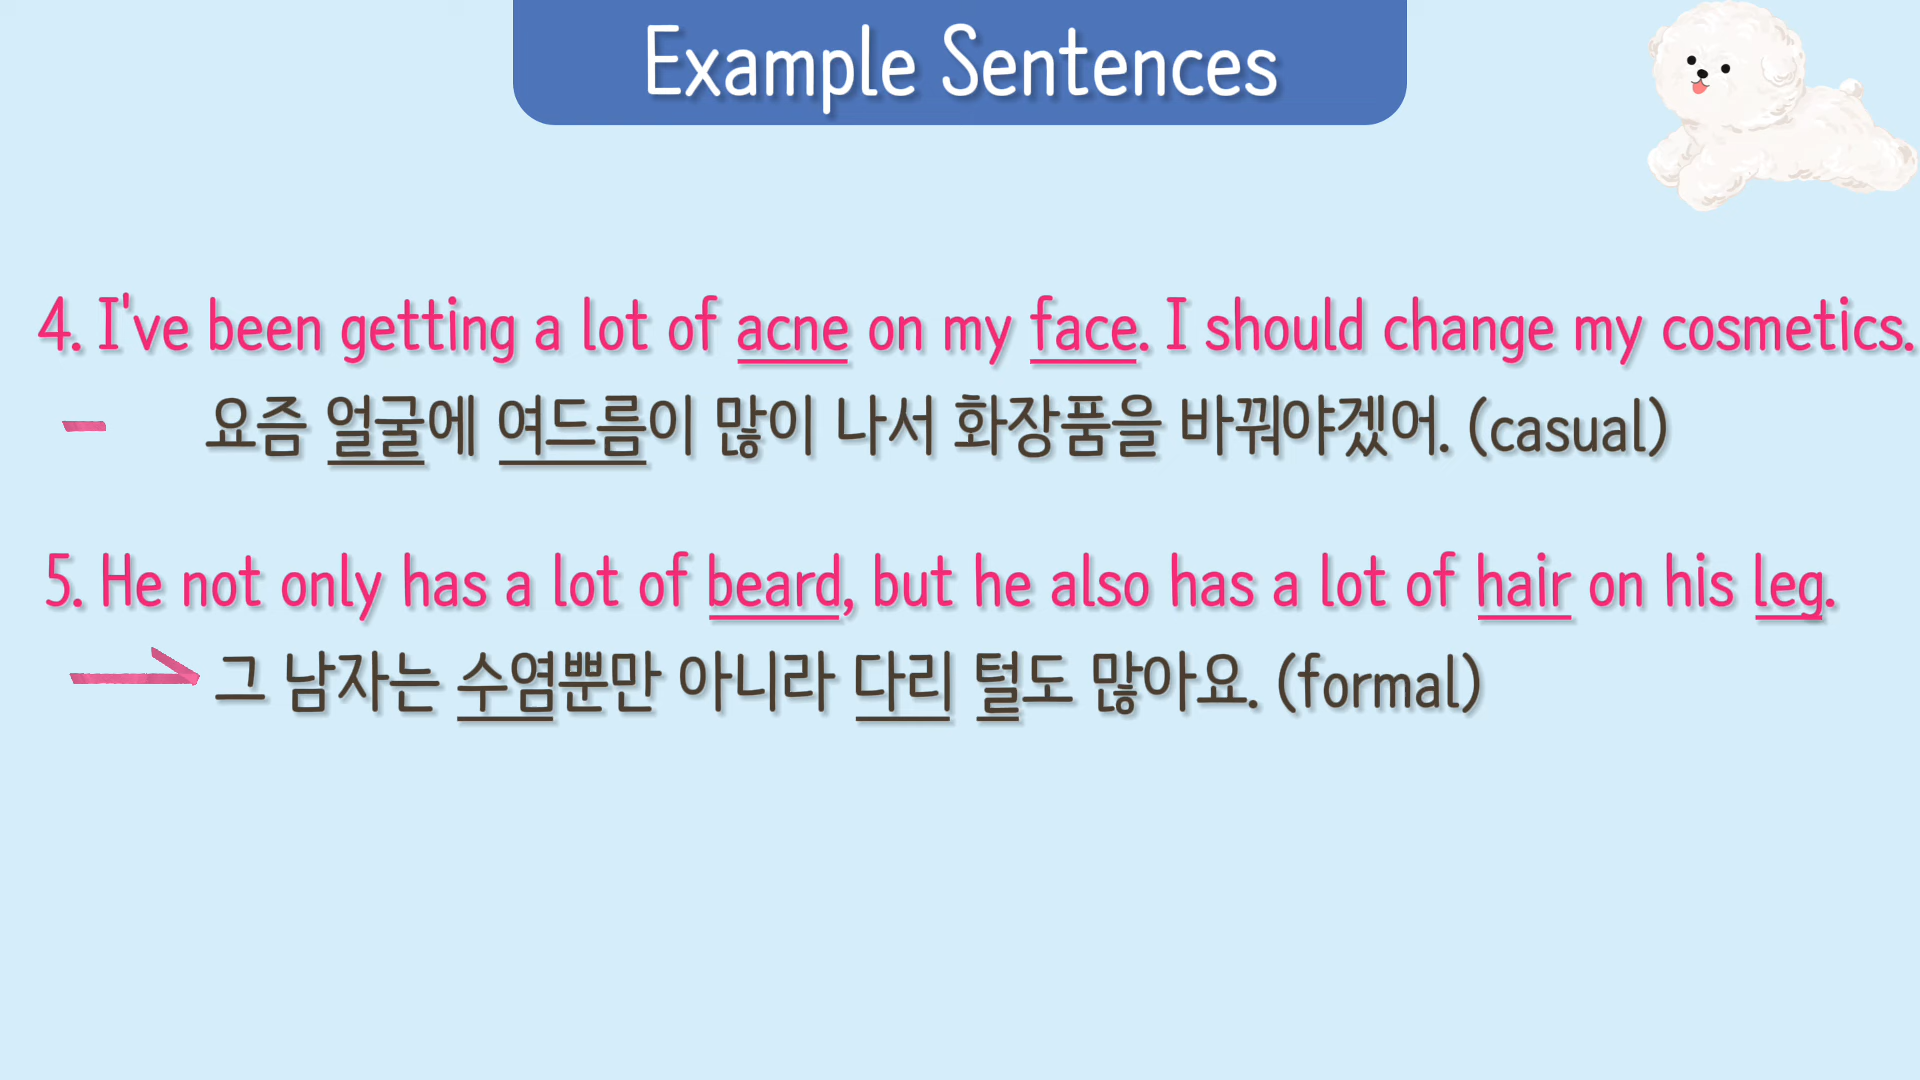 Example Sentences
4. I've been getting a lot of acne on my face. I should change my cosmetics.
요즘 얼굴에 여드름이 많이 나서 화장품을 바꿔야겠어. (casual)
5. He not only has a lot of beard, but he also has a lot of hair on his leg.
그 남자는 수염뿐만 아니라 다리 털도 많아요. (formal)